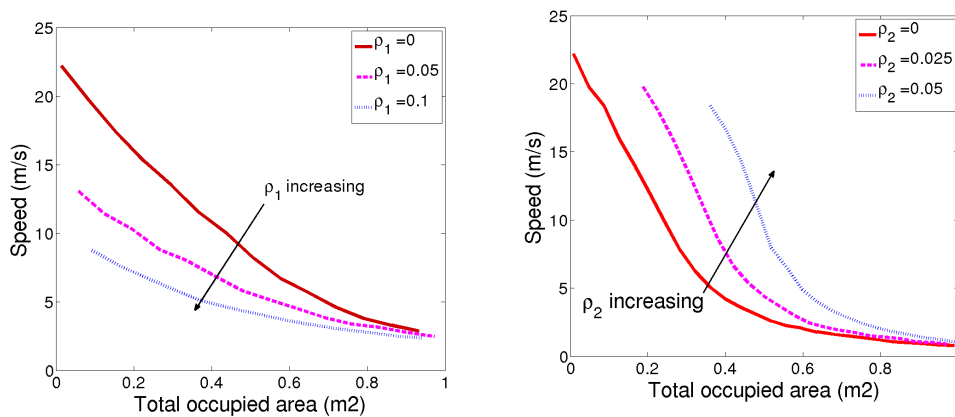 25
20
15
10
5
0
Speed (m/s)
ρ1 =0
ρ1 =0.05
ρ1 =0.1
ρ1 increasing
0 0.2 0.4 0.6 0.8 1
Total occupied area (m2)
25
20
15
10
5
0
Speed (m/s)
ρ2 =0
ρ2 =0.025
ρ2 =0.05
ρ2 increasing
0 0.2 0.4 0.6 0.8
Total occupied area (m2)